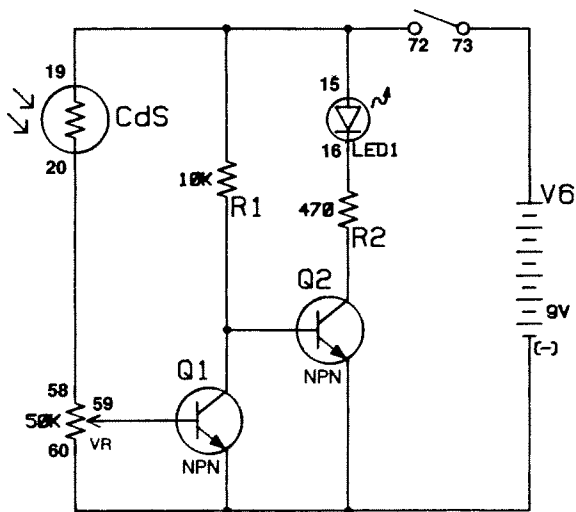 72
73
19
CdS
20
15
16
LED1
10K
R1
470
R2
V6
9V
(-)
Q2
NPN
Q1
NPN
58
59
50K
VR
60